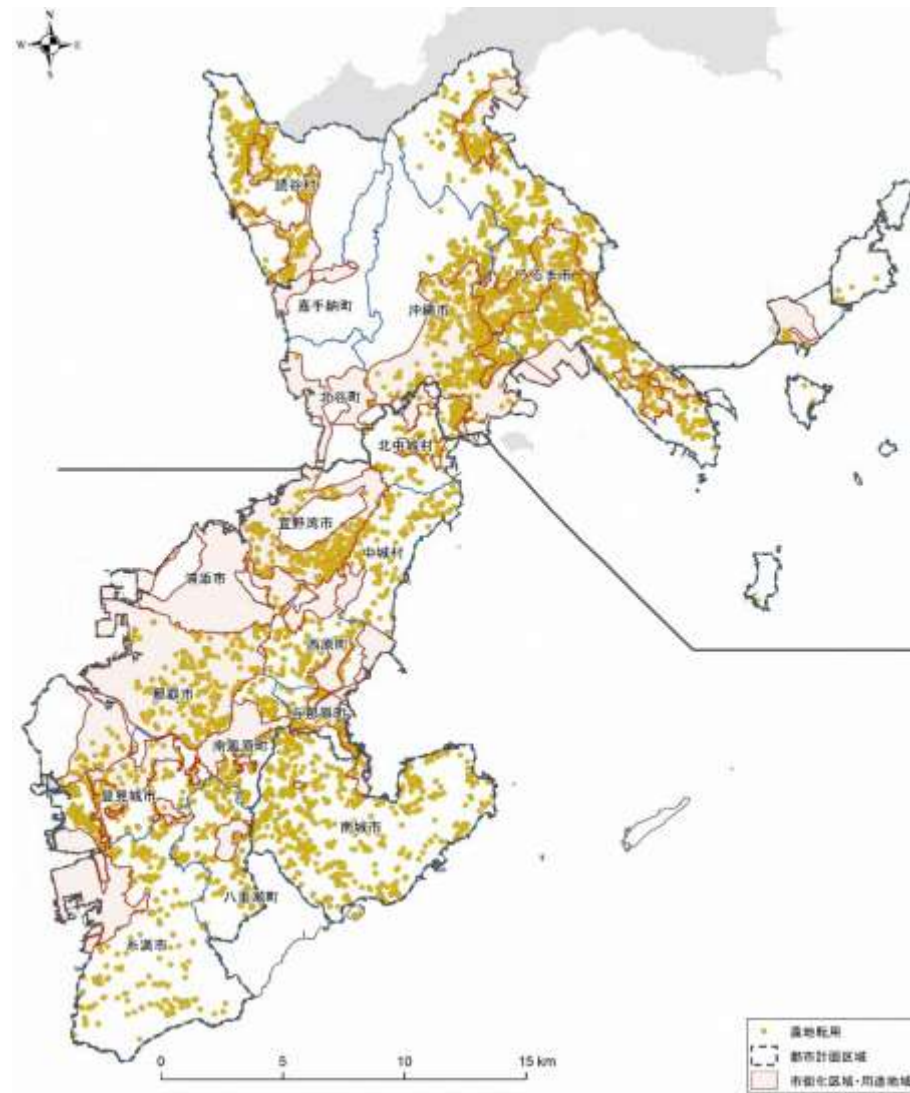 N
W
E
S
読谷村
うるま市
嘉手納町
沖縄市
北谷町
北中城村
宜野湾市
中城村
浦添市
西原町
那覇市
与那原町
南風原町
豊見城市
南城市
八重瀬町
糸満市
0 5 10 15 km
農地転用
都市計画区域
市街化区域・用途地域